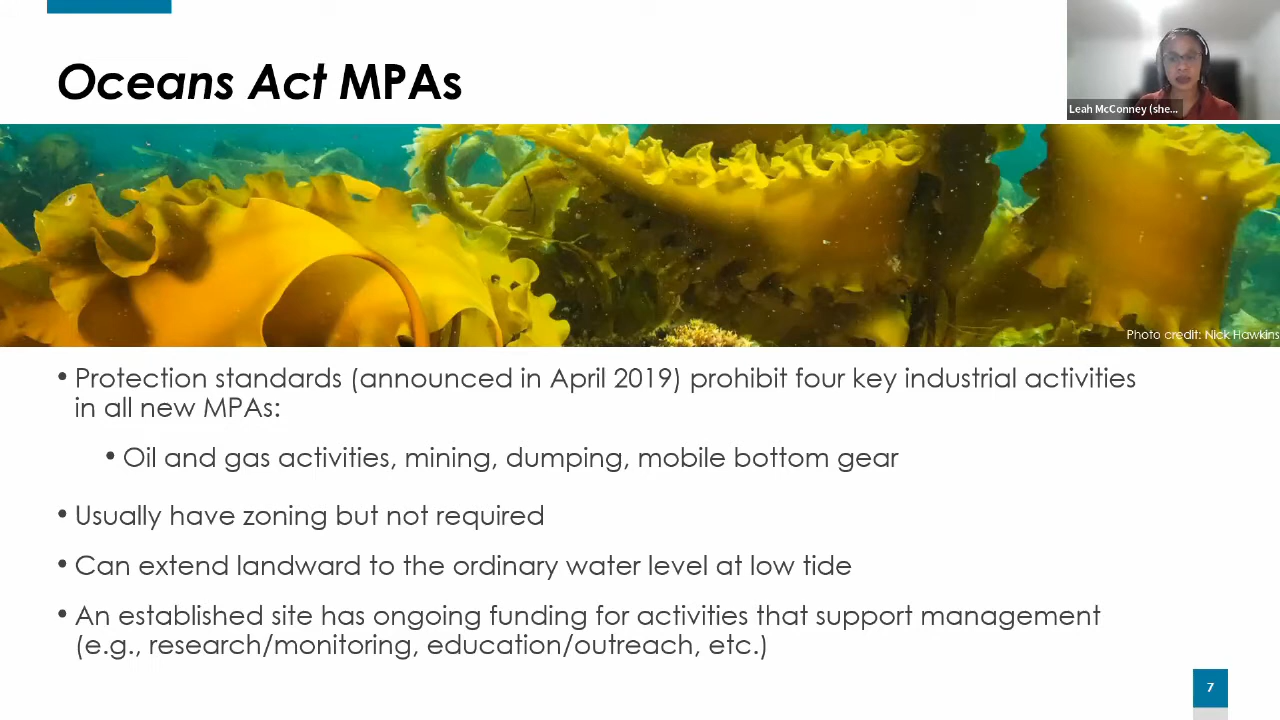 Oceans Act MPAs
Leah McConney (she...
Photo credit: Nick Hawkins
• Protection standards (announced in April 2019) prohibit four key industrial activities
in all new MPAs:
• Oil and gas activities, mining, dumping, mobile bottom gear
• Usually have zoning but not required
• Can extend landward to the ordinary water level at low tide
• An established site has ongoing funding for activities that support management
(e.g., research/monitoring, education/outreach, etc.)
7